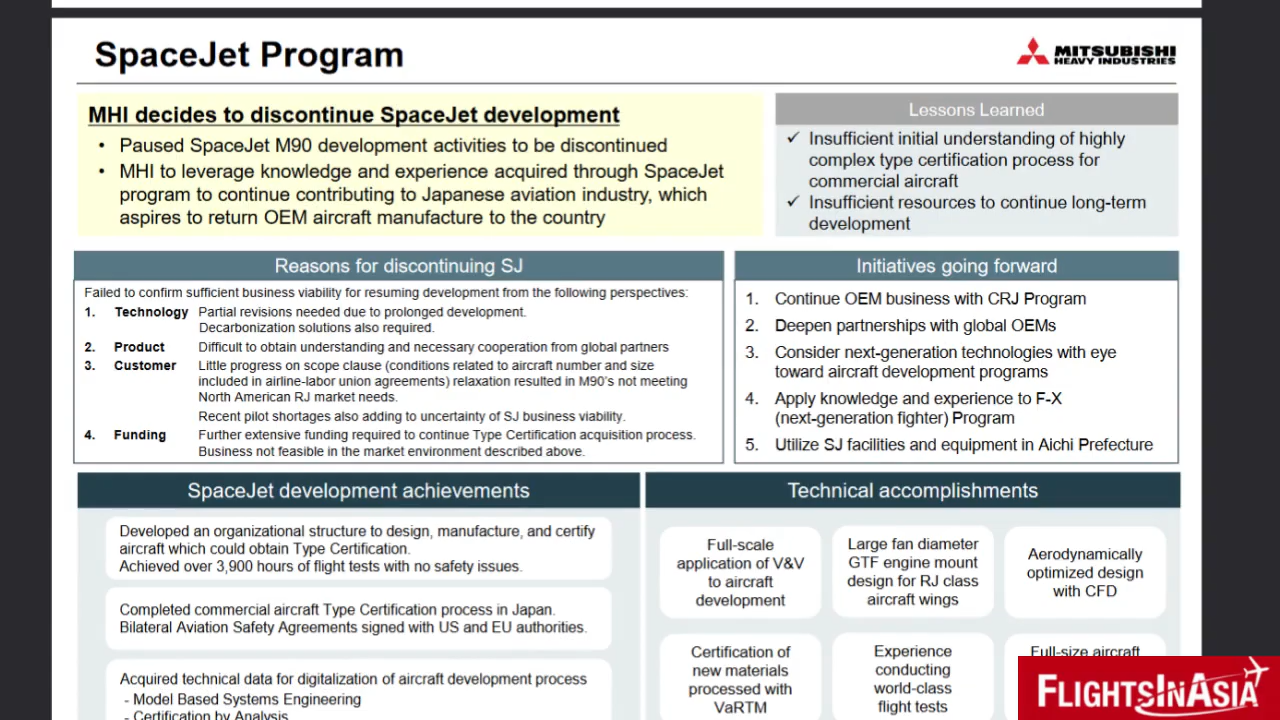 SpaceJet Program
MITSUBISHI
HEAVY INDUSTRIES
MHI decides to discontinue SpaceJet development
• Paused SpaceJet M90 development activities to be discontinued
• MHI to leverage knowledge and experience acquired through SpaceJet
program to continue contributing to Japanese aviation industry, which
aspires to return OEM aircraft manufacture to the country
Lessons Learned
✓ Insufficient initial understanding of highly
complex type certification process for
commercial aircraft
✓ Insufficient resources to continue long-term
development
Reasons for discontinuing SJ
Failed to confirm sufficient business viability for resuming development from the following perspectives:
1. Technology Partial revisions needed due to prolonged development.
Decarbonization solutions also required.
2. Product Difficult to obtain understanding and necessary cooperation from global partners
3. Customer Little progress on scope clause (conditions related to aircraft number and size
included in airline-labor union agreements) relaxation resulted in M90's not meeting
North American RJ market needs.
Recent pilot shortages also adding to uncertainty of SJ business viability.
4. Funding Further extensive funding required to continue Type Certification acquisition process.
Business not feasible in the market environment described above.
Initiatives going forward
1. Continue OEM business with CRJ Program
2. Deepen partnerships with global OEMs
3. Consider next-generation technologies with eye
toward aircraft development programs
4. Apply knowledge and experience to F-X
(next-generation fighter) Program
5. Utilize SJ facilities and equipment in Aichi Prefecture
SpaceJet development achievements
Developed an organizational structure to design, manufacture, and certify
aircraft which could obtain Type Certification.
Achieved over 3,900 hours of flight tests with no safety issues.
Completed commercial aircraft Type Certification process in Japan.
Bilateral Aviation Safety Agreements signed with US and EU authorities.
Acquired technical data for digitalization of aircraft development process
- Model Based Systems Engineering
- Certification by Analysis
Technical accomplishments
Full-scale
application of V&V
to aircraft
development
Large fan diameter
GTF engine mount
design for RJ class
aircraft wings
Aerodynamically
optimized design
with CFD
Certification of
new materials
processed with
VaRTM
Experience
conducting
world-class
flight tests
Full-size aircraft
FLIGHTSINASIA